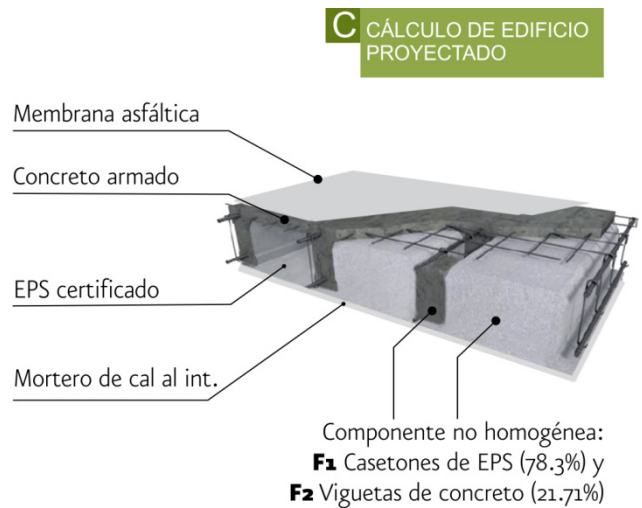 C CÁLCULO DE EDIFICIO
PROYECTADO
Membrana asfáltica
Concreto armado
EPS certificado
Mortero de cal al int.
Componente no homogénea:
F1 Casetones de EPS (78.3%) y
F2 Viguetas de concreto (21.71%)